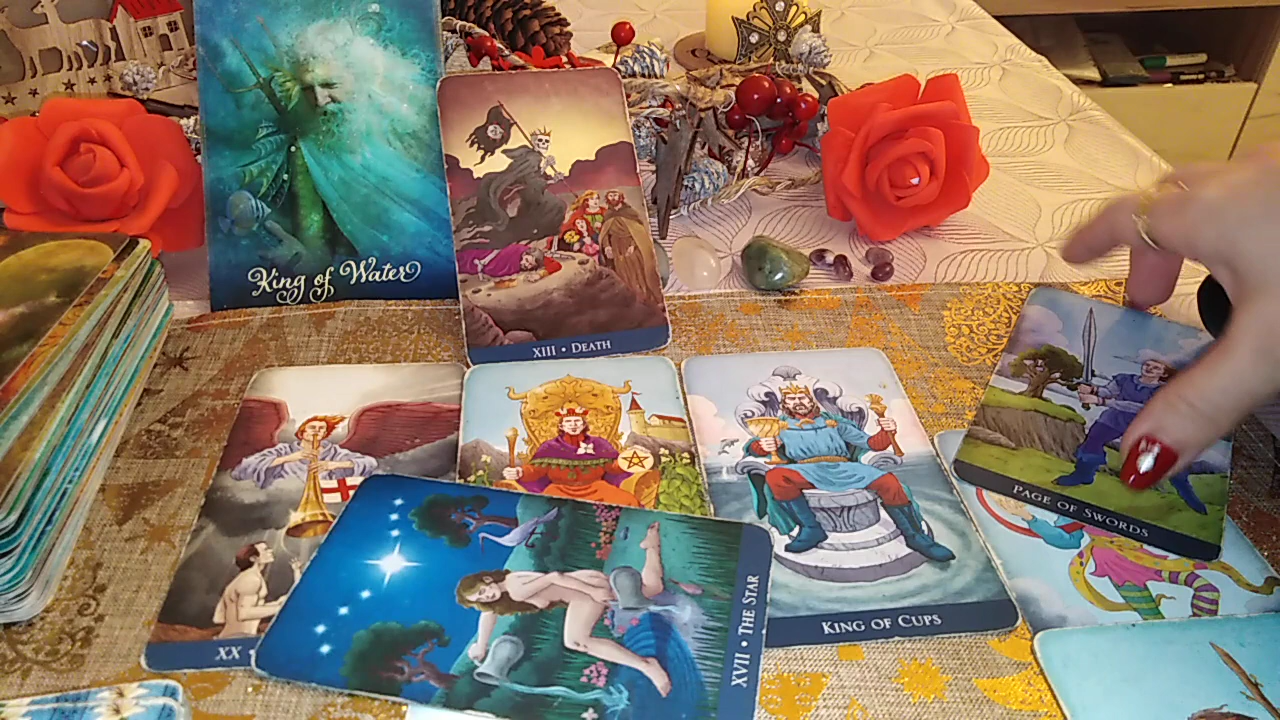 King of Water
XIII • DEATH
PAGE OF SWORDS
XX •
XVII • THE STAR
KING OF CUPS